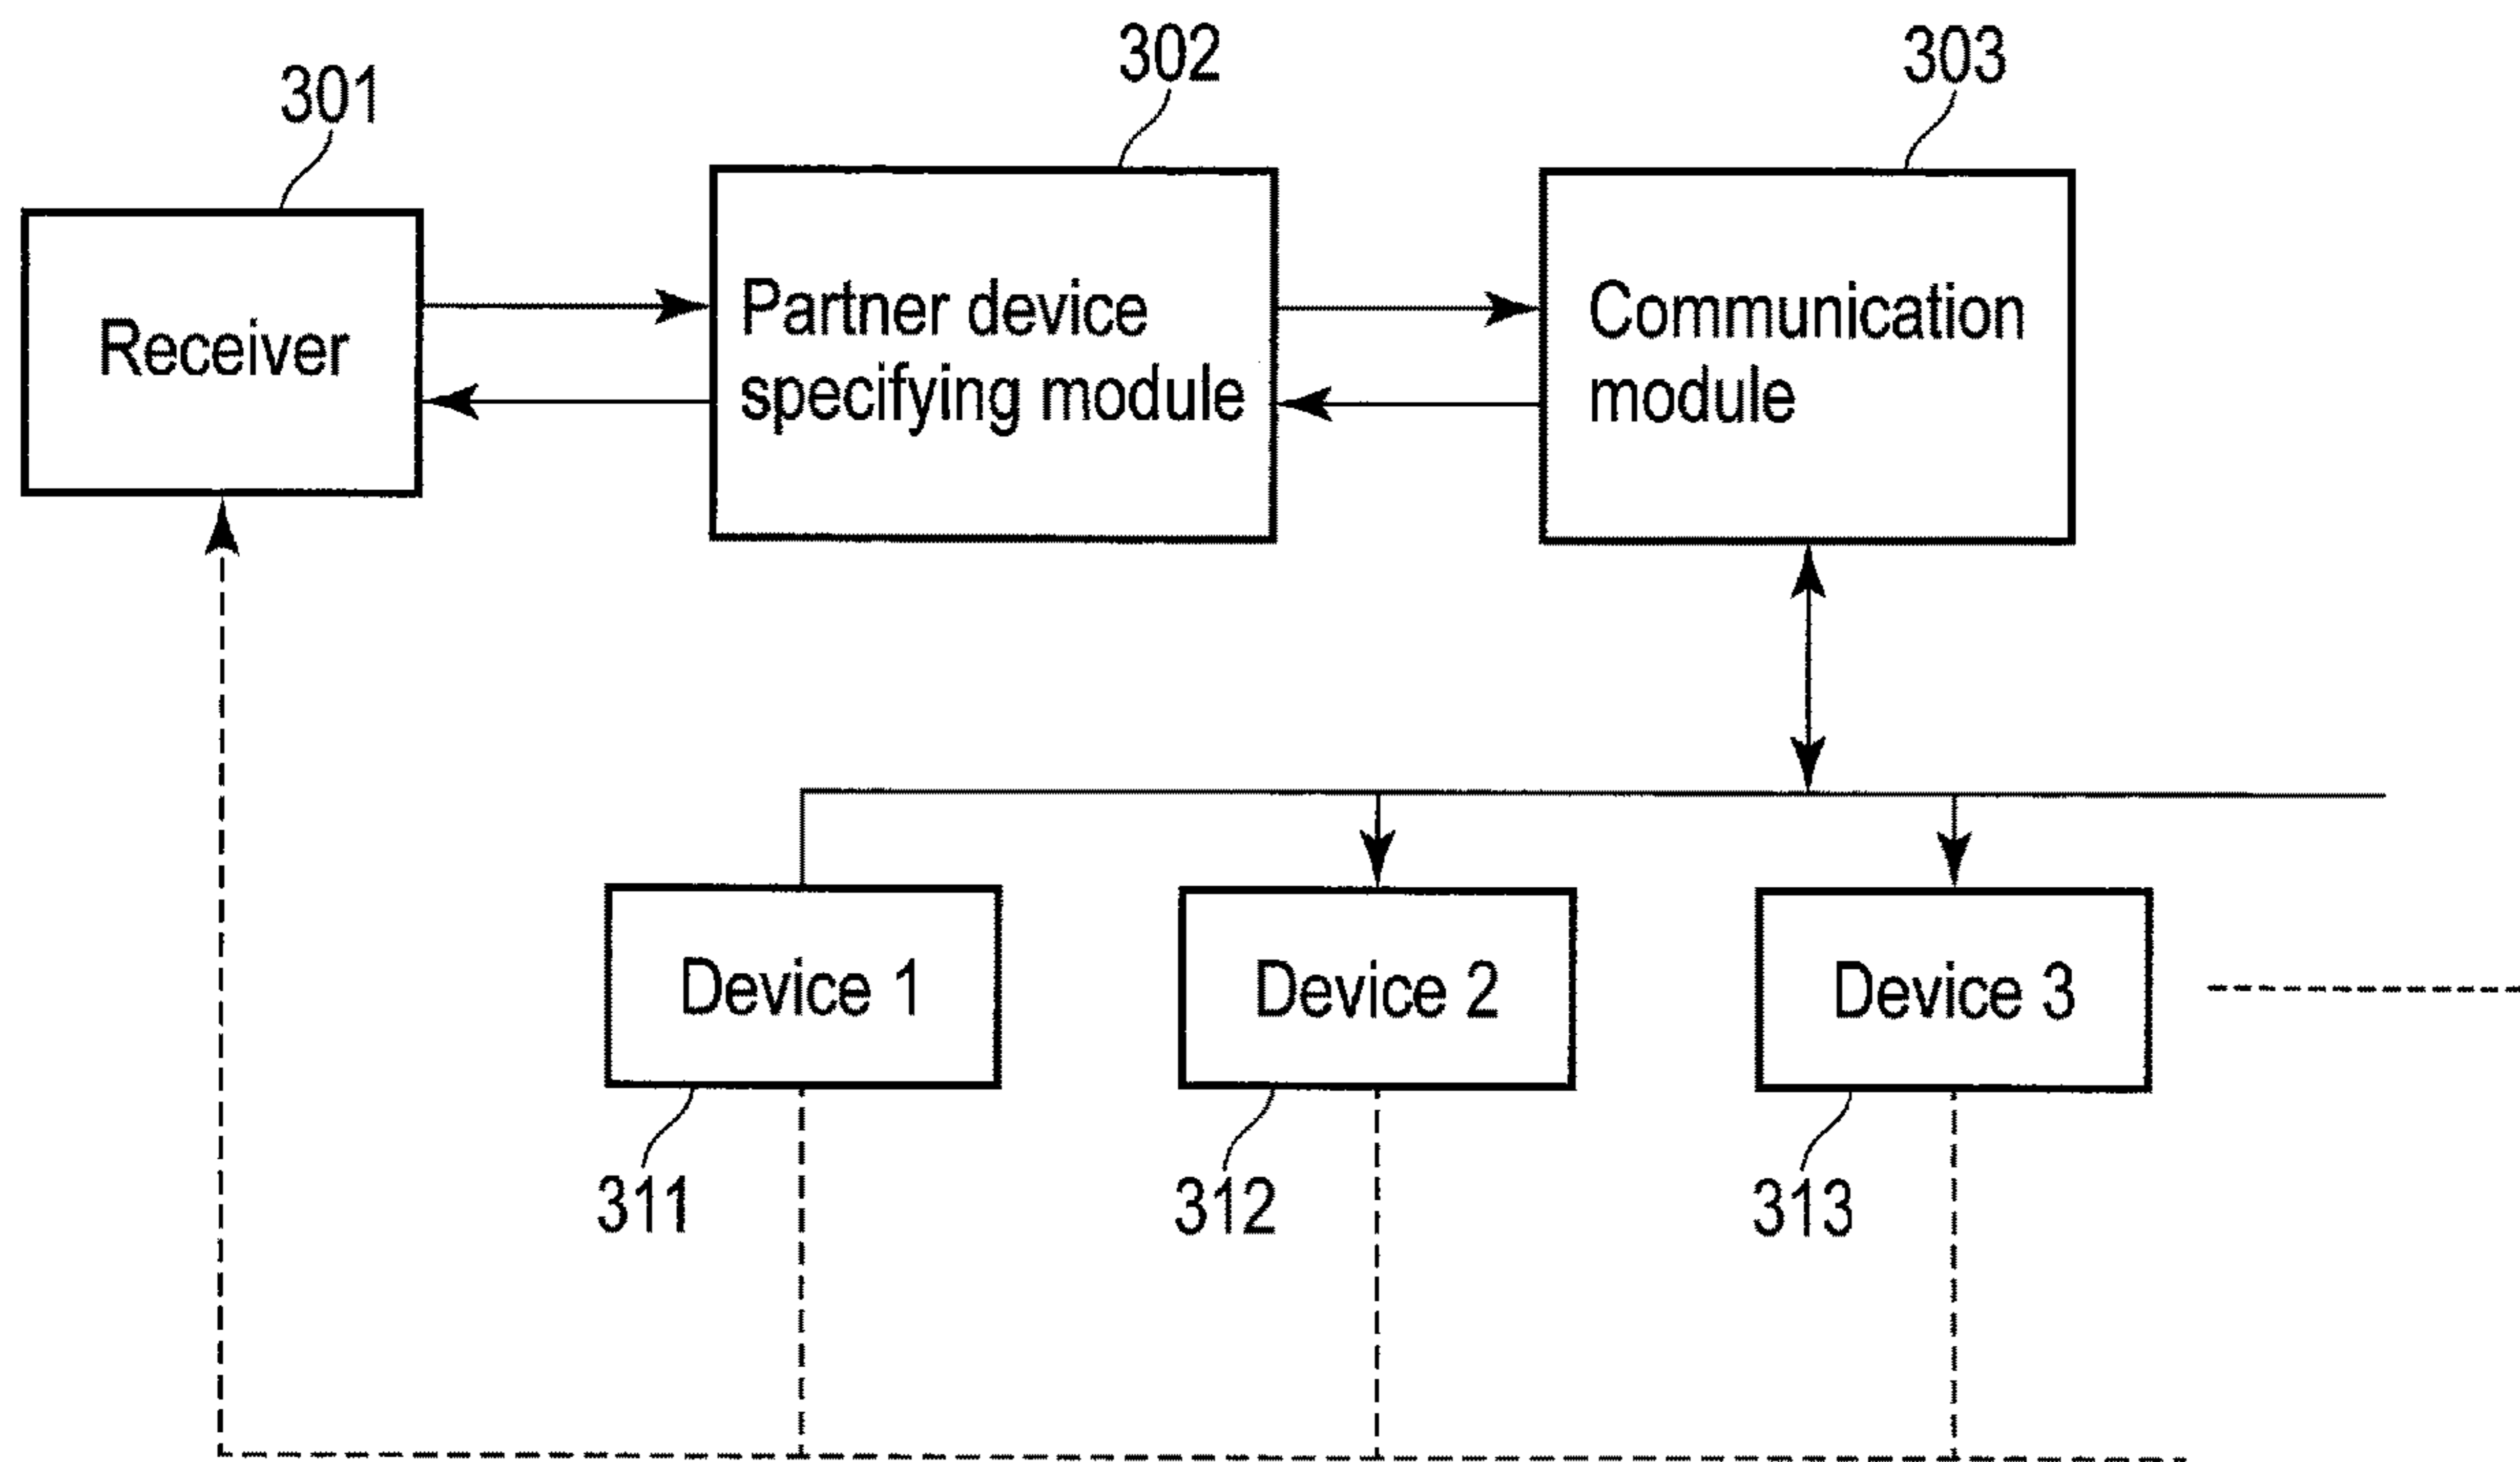 301
302
303
Receiver
Partner device
specifying module
Communication
module
Device 1
Device 2
Device 3
311
312
313